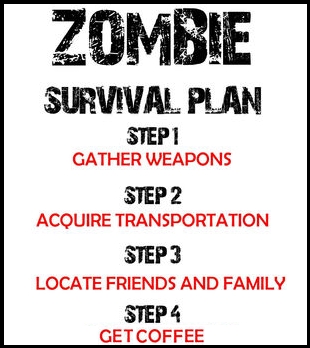 ZOMBIE
SURVIVAL PLAN
STEP 1
GATHER WEAPONS
STEP 2
ACQUIRE TRANSPORTATION
STEP 3
LOCATE FRIENDS AND FAMILY
STEP 4
GET COFFEE